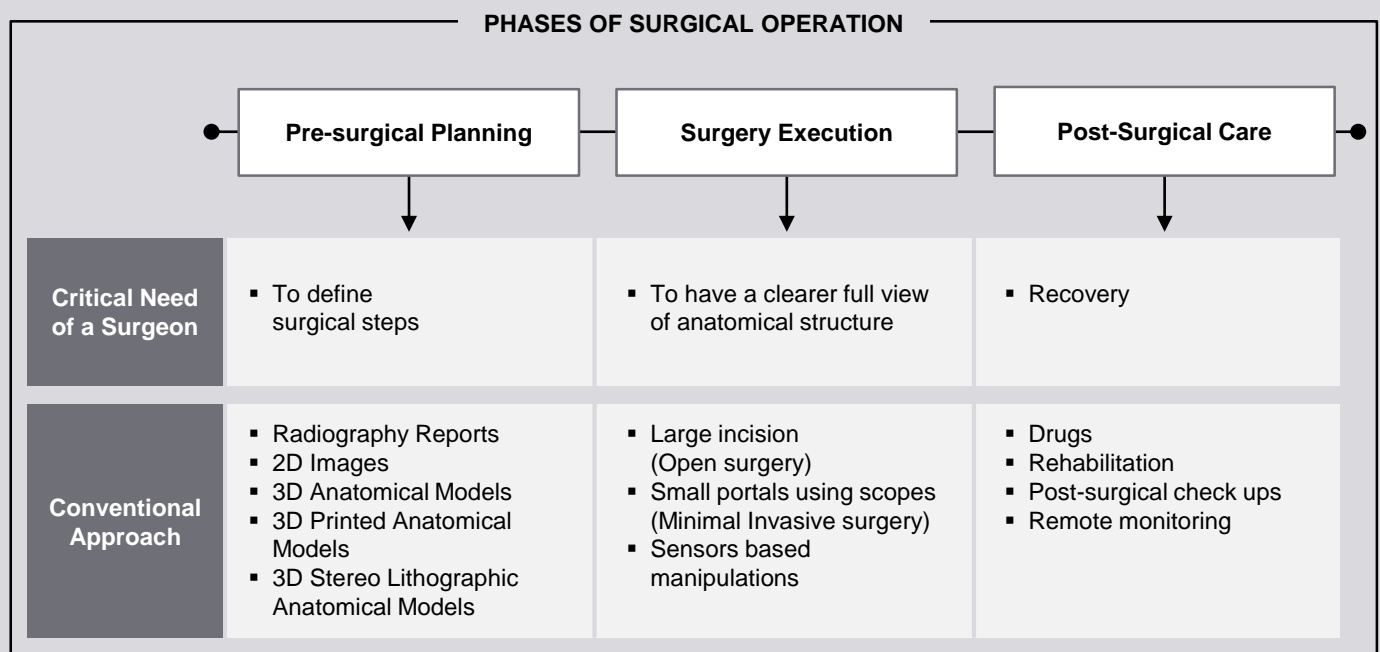 PHASES OF SURGICAL OPERATION
Pre-surgical Planning
Surgery Execution
Post-Surgical Care
Critical Need
of a Surgeon
▪ To define
surgical steps
▪ To have a clearer full view
of anatomical structure
▪ Recovery
Conventional
Approach
▪ Radiography Reports
▪ 2D Images
▪ 3D Anatomical Models
▪ 3D Printed Anatomical
Models
▪ 3D Stereo Lithographic
Anatomical Models
▪ Large incision
(Open surgery)
▪ Small portals using scopes
(Minimal Invasive surgery)
▪ Sensors based
manipulations
▪ Drugs
▪ Rehabilitation
▪ Post-surgical check ups
▪ Remote monitoring